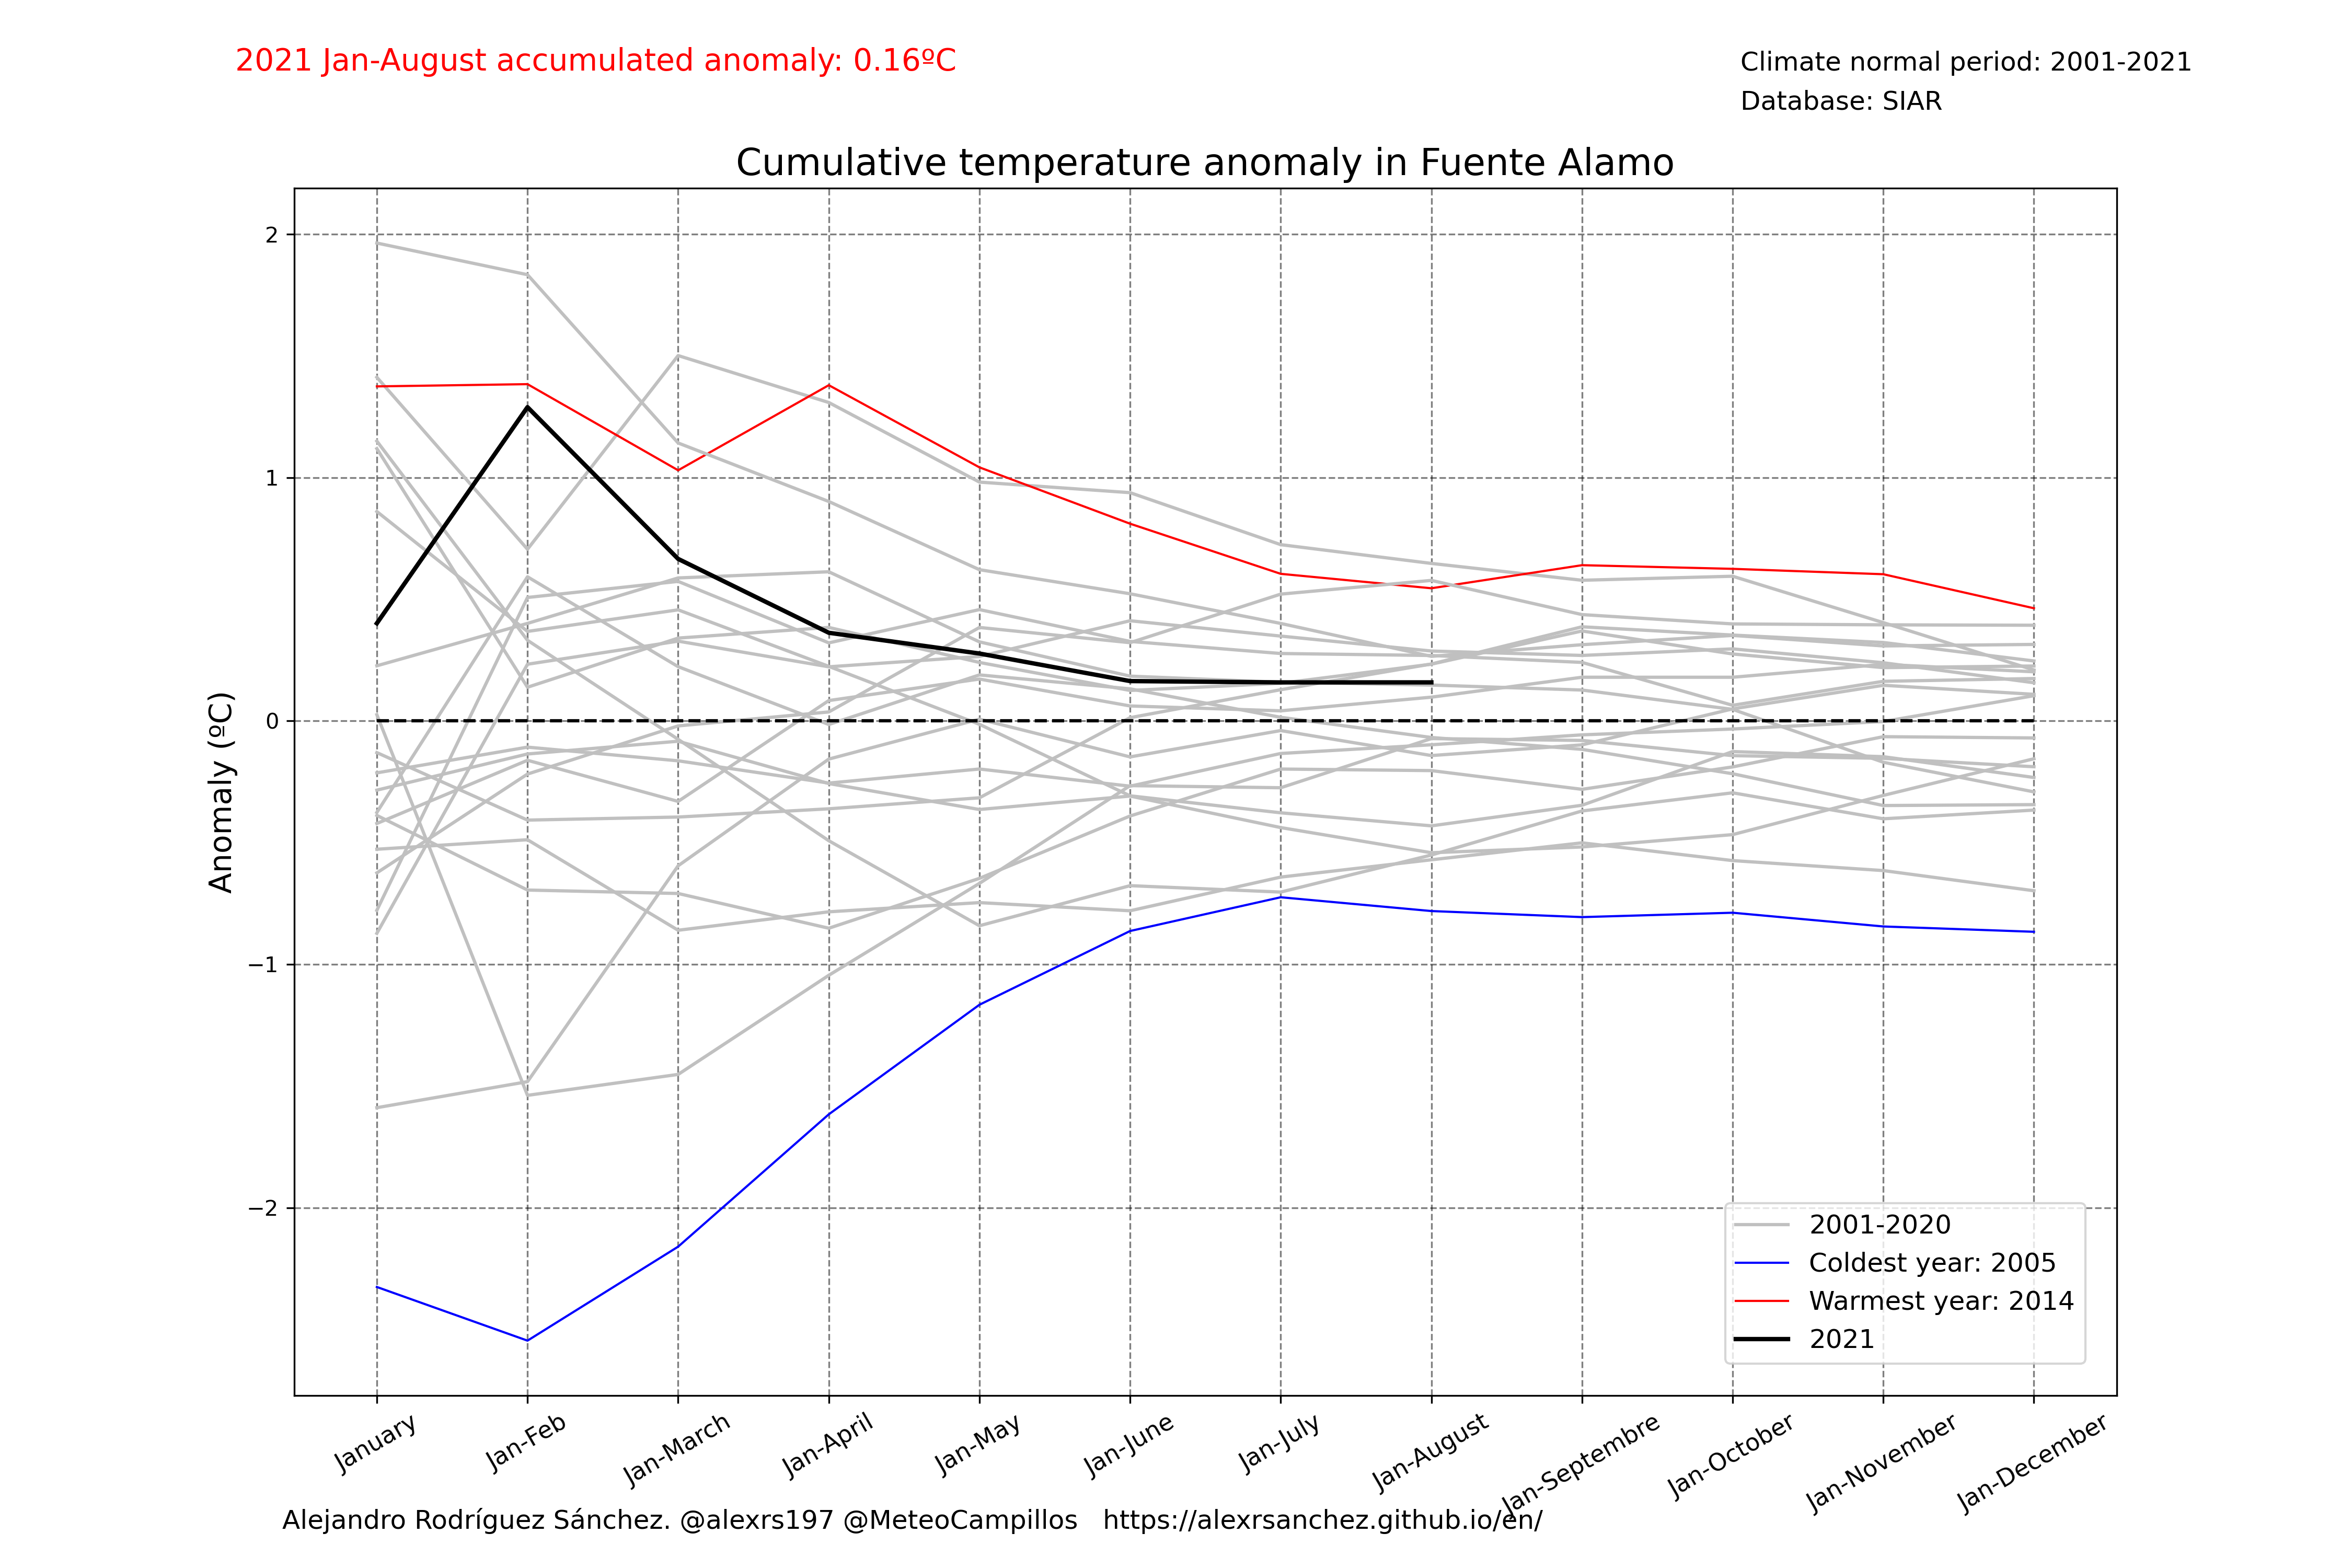 2021 Jan-August accumulated anomaly: 0.16ºC
Climate normal period: 2001-2021
Database: SIAR
Cumulative temperature anomaly in Fuente Alamo
Anomaly (ºC)
2
1
0
−1
−2
2001-2020
Coldest year: 2005
Warmest year: 2014
2021
January
Jan-Feb
Jan-March
Jan-April
Jan-May
Jan-June
Jan-July
Jan-August
Jan-Septembre
Jan-October
Jan-November
Jan-December
Alejandro Rodríguez Sánchez. @alexrs197 @MeteoCampillos   https://alexrsanchez.github.io/en/